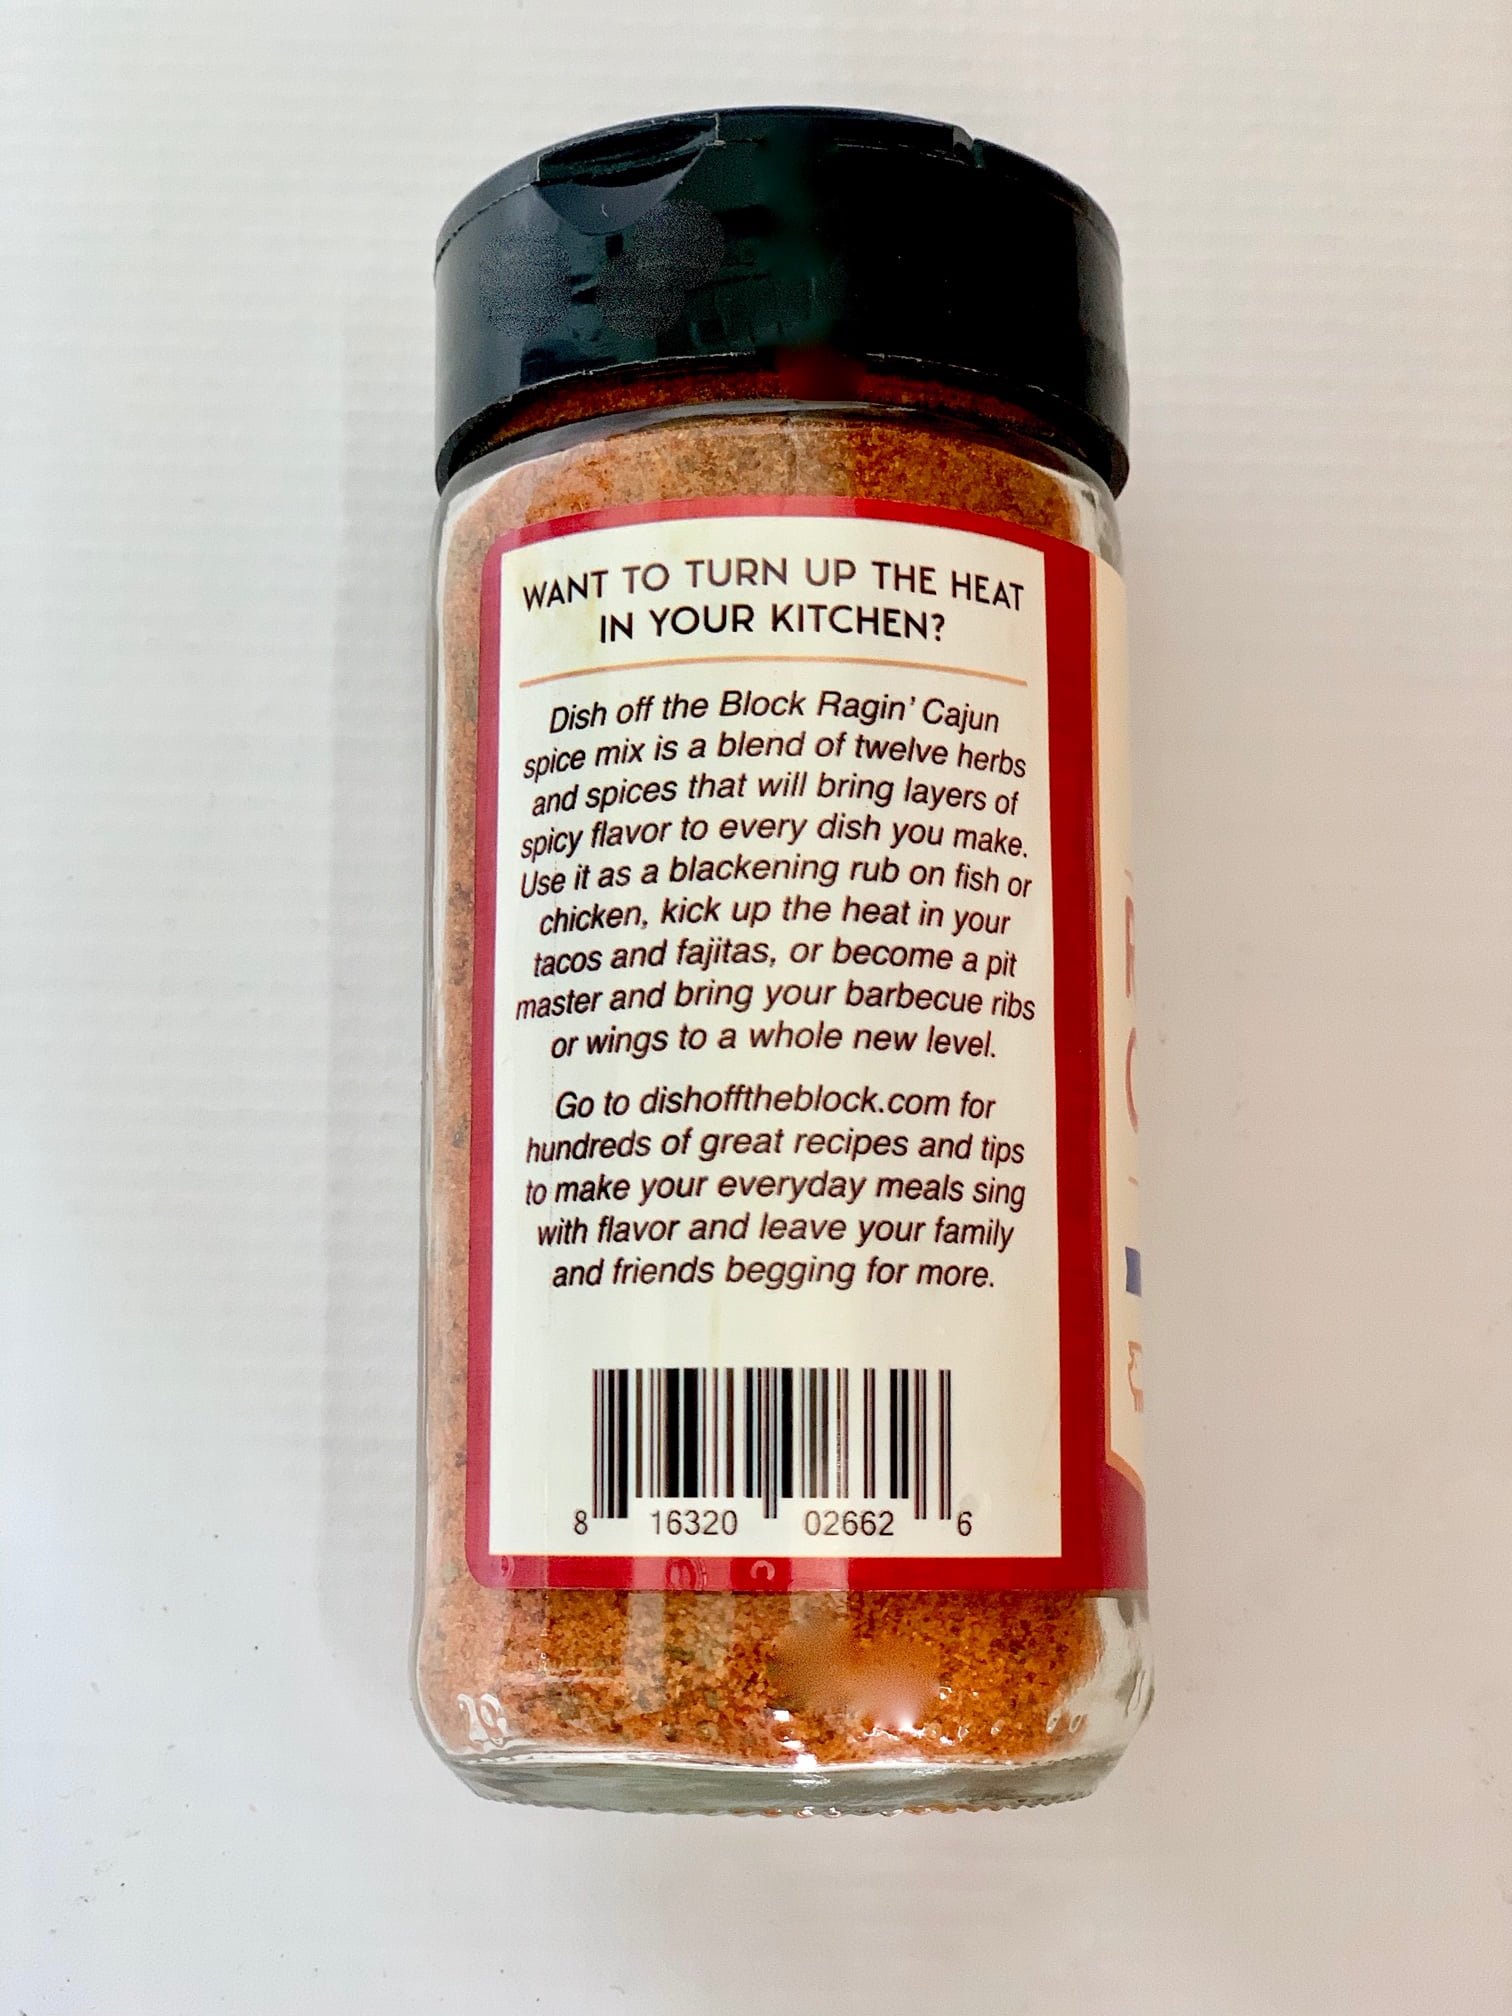 WANT TO TURN UP THE HEAT
IN YOUR KITCHEN?
Dish off the Block Ragin' Cajun
spice mix is a blend of twelve herbs
and spices that will bring layers of
spicy flavor to every dish you make.
Use it as a blackening rub on fish or
chicken, kick up the heat in your
tacos and fajitas, or become a pit
master and bring your barbecue ribs
or wings to a whole new level.
Go to dishofftheblock.com for
hundreds of great recipes and tips
to make your everyday meals sing
with flavor and leave your family
and friends begging for more.
8 16320 02662 6